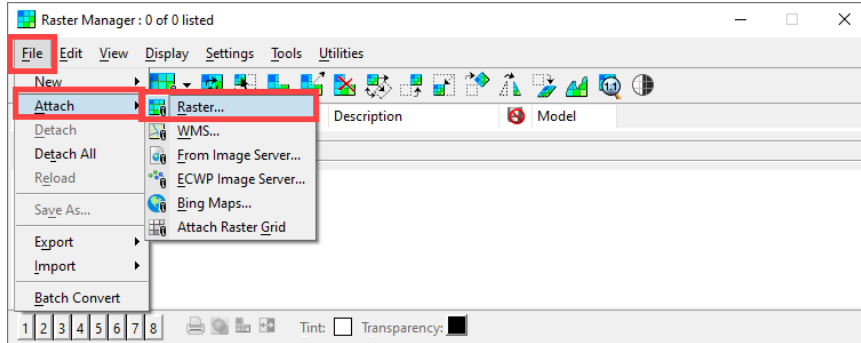 Raster Manager : 0 of 0 listed
File Edit View Display Settings Tools Utilities
New
Attach
Raster...
Description
Model
Detach
WMS...
Detach All
From Image Server...
Reload
ECWP Image Server...
Save As...
Bing Maps...
Attach Raster Grid
Export
Import
Batch Convert
1 2 3 4 5 6 7 8 Tint: Transparency: